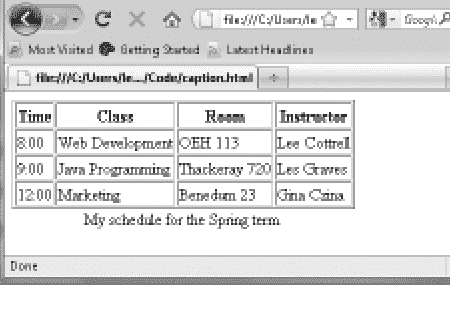 file:///C:/Users/le
Googl
Most Visited Getting Started Latest Headlines
file:///C:/Users/le.../Code/caption.html
Time Class Room Instructor
8:00 Web Development OEH 113 Lee Cottrell
9:00 Java Programming Thackeray 720 Les Graves
12:00 Marketing Benedum 23 Gina
My schedule for the Spring term
Done